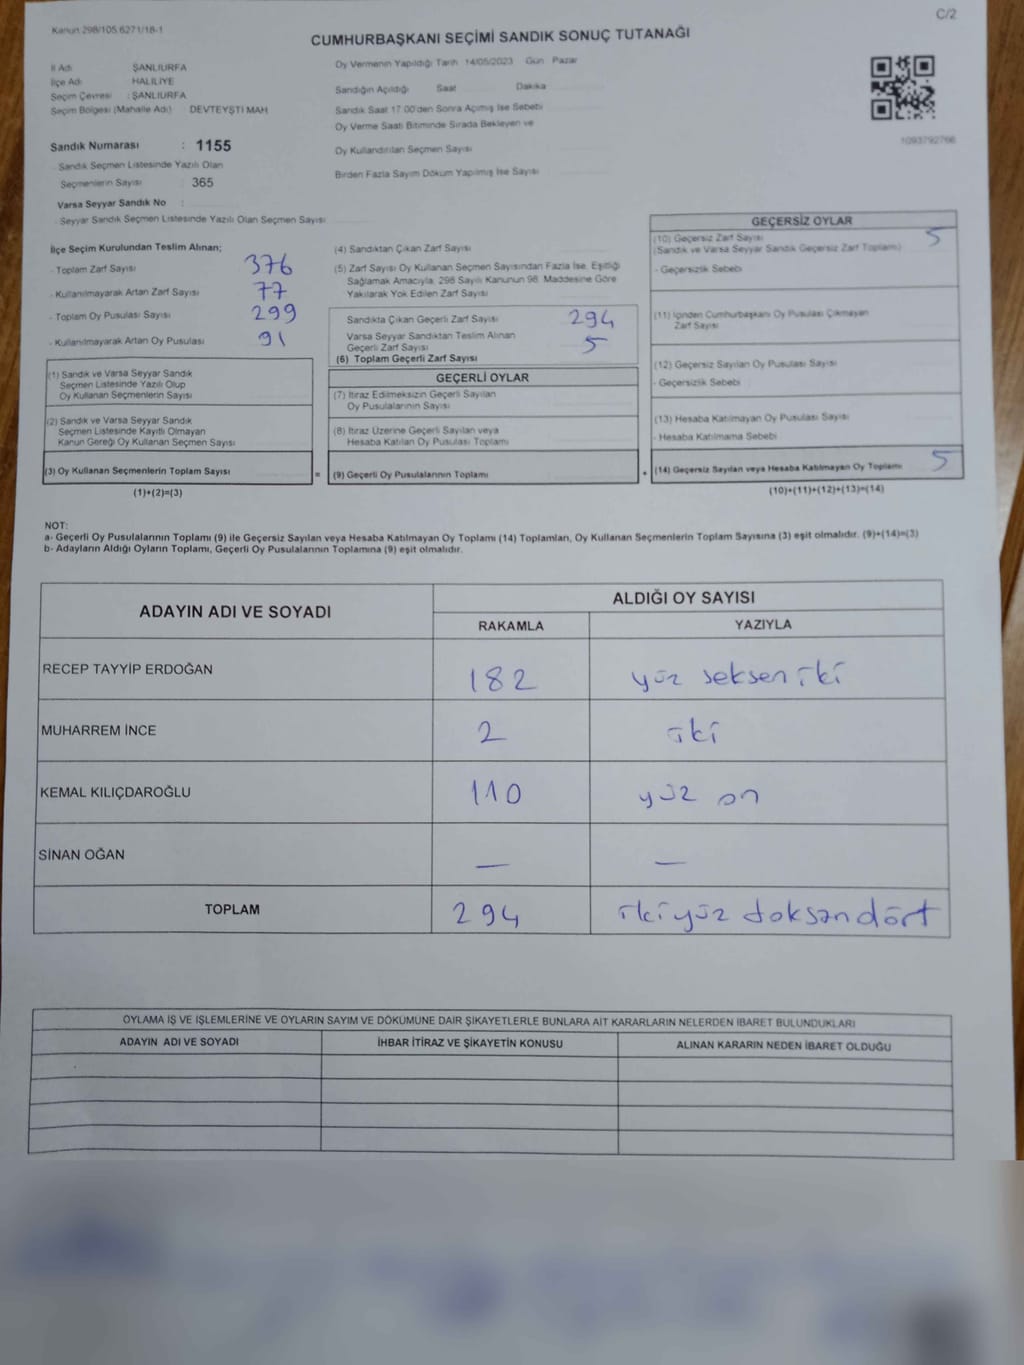 Kanun 298/105.6271/18-1
C/2
CUMHURBAŞKANI SEÇİMİ SANDIK SONUÇ TUTANAĞI
İl Adı : ŞANLIURFA
İlçe Adı : HALİLİYE
Seçim Çevresi : ŞANLIURFA
Seçim Bölgesi (Mahalle Adı) : DEVTEYŞTİ MAH
Sandık Numarası : 1155
Sandık Seçmen Listesinde Yazılı Olan
Seçmenlerin Sayısı : 365
Varsa Seyyar Sandık No :
Seyyar Sandık Seçmen Listesinde Yazılı Olan Seçmen Sayısı
Oy Vermenin Yapıldığı Tarih 14/05/2023 Gün Pazar
Sandığın Açıldığı Saat Dakika
Sandık Saat 17.00'den Sonra Açılmış İse Sebebi
Oy Verme Saati Bitiminde Sırada Bekleyen ve
Oy Kullandırılan Seçmen Sayısı
Birden Fazla Sayım Döküm Yapılmış İse Sayısı
1093792766
İlçe Seçim Kurulundan Teslim Alınan;
- Toplam Zarf Sayısı 376
- Kullanılmayarak Artan Zarf Sayısı 77
- Toplam Oy Pusulası Sayısı 299
- Kullanılmayarak Artan Oy Pusulası 91
(1) Sandık ve Varsa Seyyar Sandık
Seçmen Listesinde Yazılı Olup
Oy Kullanan Seçmenlerin Sayısı
(2) Sandık ve Varsa Seyyar Sandık
Seçmen Listesinde Kayıtlı Olmayan
Kanun Gereği Oy Kullanan Seçmen Sayısı
(3) Oy Kullanan Seçmenlerin Toplam Sayısı
(1)+(2)=(3)
=
(4) Sandıktan Çıkan Zarf Sayısı
(5) Zarf Sayısı Oy Kullanan Seçmen Sayısından Fazla İse, Eşitliği
Sağlamak Amacıyla, 298 Sayılı Kanunun 98. Maddesine Göre
Yakılarak Yok Edilen Zarf Sayısı
Sandıkta Çıkan Geçerli Zarf Sayısı 294
Varsa Seyyar Sandıktan Teslim Alınan
Geçerli Zarf Sayısı 5
(6) Toplam Geçerli Zarf Sayısı
GEÇERLİ OYLAR
(7) İtiraz Edilmeksizin Geçerli Sayılan
Oy Pusulalarının Sayısı
(8) İtiraz Üzerine Geçerli Sayılan veya
Hesaba Katılan Oy Pusulası Toplamı
(9) Geçerli Oy Pusulalarının Toplamı
+
GEÇERSİZ OYLAR
(10) Geçersiz Zarf Sayısı 5
(Sandık ve Varsa Seyyar Sandık Geçersiz Zarf Toplamı)
- Geçersizlik Sebebi
(11) İçinden Cumhurbaşkanı Oy Pusulası Çıkmayan
Zarf Sayısı
(12) Geçersiz Sayılan Oy Pusulası Sayısı
- Geçersizlik Sebebi
(13) Hesaba Katılmayan Oy Pusulası Sayısı
- Hesaba Katılmama Sebebi
(14) Geçersiz Sayılan veya Hesaba Katılmayan Oy Toplamı 5
(10)+(11)+(12)+(13)=(14)
NOT:
a- Geçerli Oy Pusulalarının Toplamı (9) ile Geçersiz Sayılan veya Hesaba Katılmayan Oy Toplamı (14) Toplamları, Oy Kullanan Seçmenlerin Toplam Sayısına (3) eşit olmalıdır. (9)+(14)=(3)
b- Adayların Aldığı Oyların Toplamı, Geçerli Oy Pusulalarının Toplamına (9) eşit olmalıdır.
ADAYIN ADI VE SOYADI
ALDIĞI OY SAYISI
RAKAMLA YAZIYLA
RECEP TAYYİP ERDOĞAN 182 yüz seksen iki
MUHARREM İNCE 2 iki
KEMAL KILIÇDAROĞLU 110 yüz on
SİNAN OĞAN — —
TOPLAM 294 ikiyüz doksandört
OYLAMA İŞ VE İŞLEMLERİNE VE OYLARIN SAYIM VE DÖKÜMÜNE DAİR ŞİKAYETLERLE BUNLARA AİT KARARLARIN NELERDEN İBARET BULUNDUKLARI
ADAYIN ADI VE SOYADI İHBAR İTİRAZ VE ŞİKAYETİN KONUSU ALINAN KARARIN NEDEN İBARET OLDUĞU